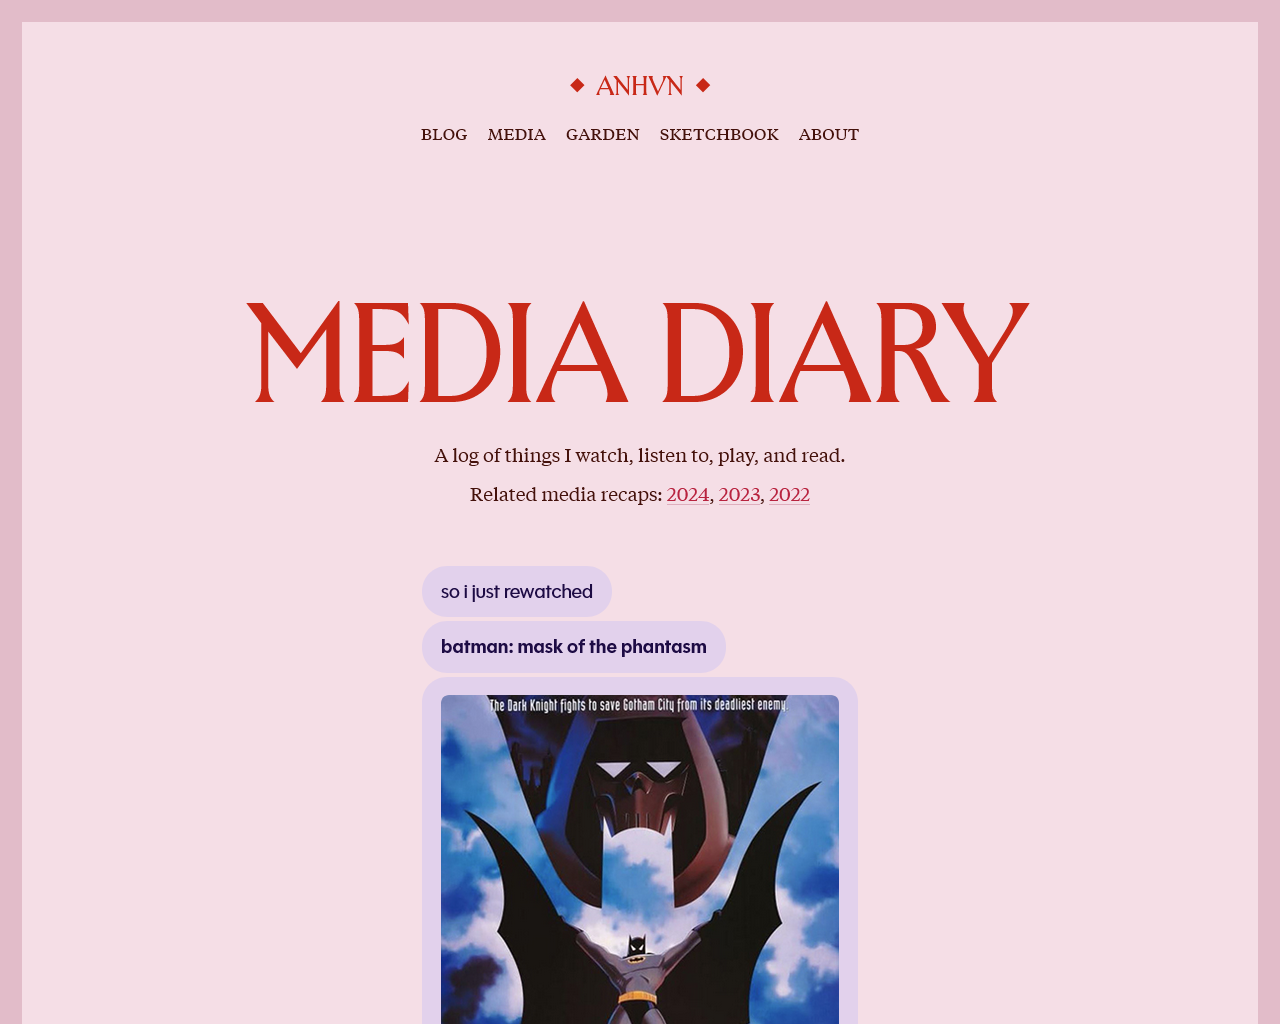 ANHVN
BLOG MEDIA GARDEN SKETCHBOOK ABOUT
MEDIA DIARY
A log of things I watch, listen to, play, and read.
Related media recaps: 2024, 2023, 2022
so i just rewatched
batman: mask of the phantasm
The Dark Knight fights to save Gotham City from its deadliest enemy.